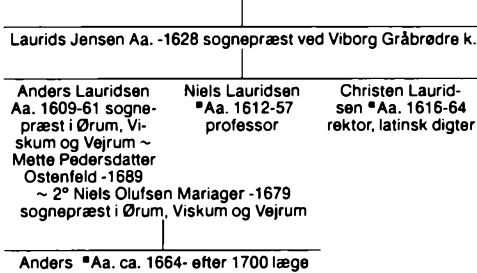 Laurids Jensen Aa. -1628 sognepræst ved Viborg Gråbrødre k.
Anders Lauridsen
Aa. 1609-61 sogne-
præst i Ørum, Vi-
skum og Vejrum ~
Mette Pedersdatter
Ostenfeld -1689
~ 2° Niels Olufsen Mariager -1679
sognepræst i Ørum, Viskum og Vejrum
Niels Lauridsen
■Aa. 1612-57
professor
Christen Laurid-
sen ■Aa. 1616-64
rektor, latinsk digter
Anders ■Aa. ca. 1664- efter 1700 læge